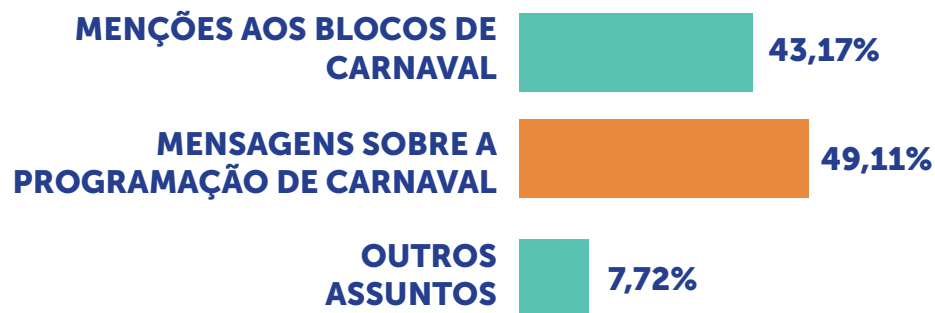 MENÇÕES AOS BLOCOS DE
CARNAVAL
43,17%
MENSAGENS SOBRE A
PROGRAMAÇÃO DE CARNAVAL
49,11%
OUTROS
ASSUNTOS
7,72%